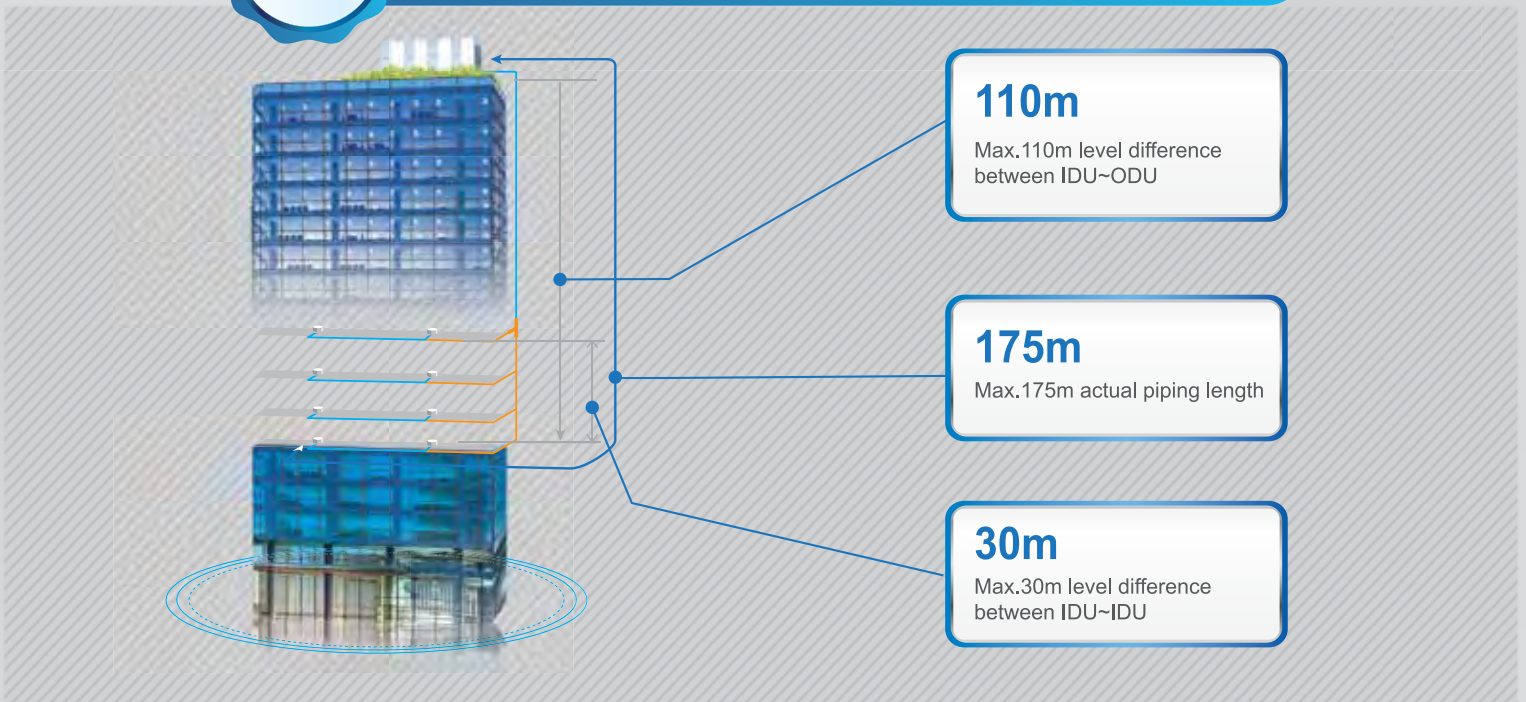 110m
Max.110m level difference
between IDU~ODU
175m
Max.175m actual piping length
30m
Max.30m level difference
between IDU~IDU